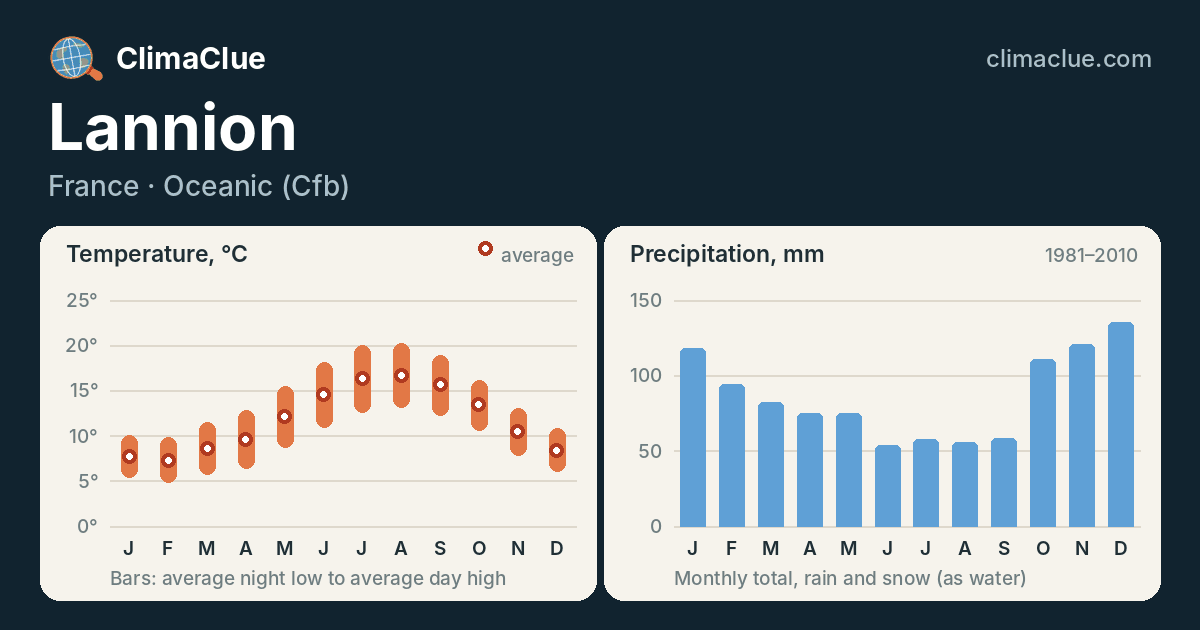 ClimaClue
climaclue.com
Lannion
France · Oceanic (Cfb)
Temperature, °C
average
25°
20°
15°
10°
5°
0°
J F M A M J J A S O N D
Bars: average night low to average day high
Precipitation, mm
1981–2010
150
100
50
0
J F M A M J J A S O N D
Monthly total, rain and snow (as water)